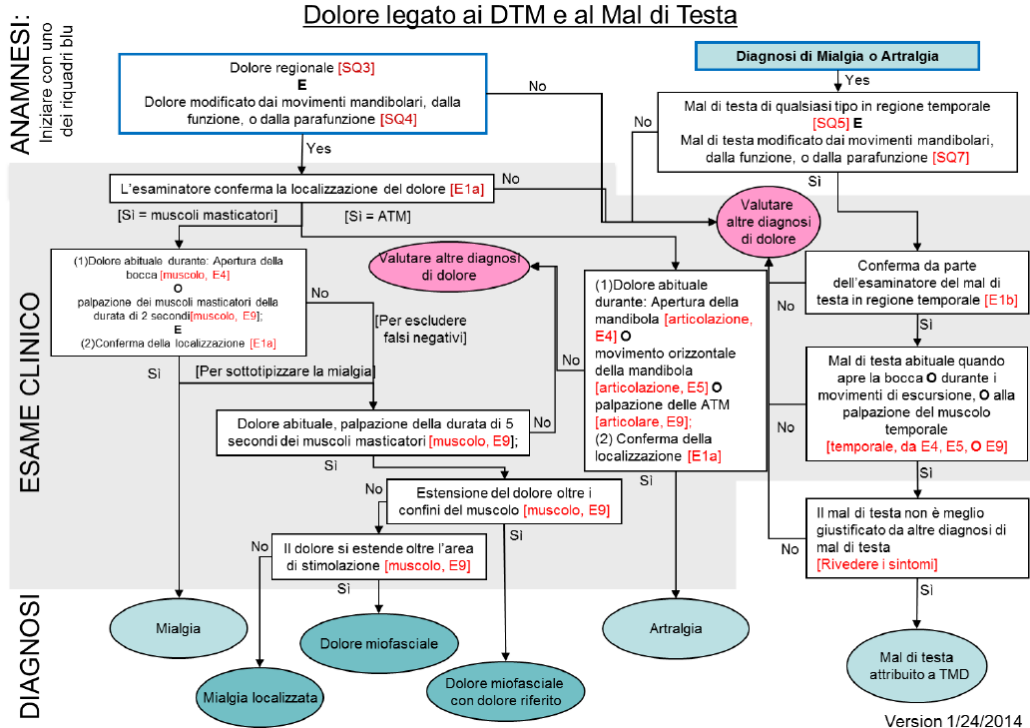 Dolore legato ai DTM e al Mal di Testa
ANAMNESI:
Iniziare con uno
dei riquadri blu
Dolore regionale [SQ3]
E
Dolore modificato dai movimenti mandibolari, dalla
funzione, o dalla parafunzione [SQ4]
No
Yes
Diagnosi di Mialgia o Artralgia
Yes
Mal di testa di qualsiasi tipo in regione temporale
[SQ5] E
Mal di testa modificato dai movimenti mandibolari,
dalla funzione, o dalla parafunzione [SQ7]
No
Sì
ESAME CLINICO
L'esaminatore conferma la localizzazione del dolore [E1a]
No
[Sì = muscoli masticatori]
[Sì = ATM]
Valutare
altre diagnosi
di dolore
Valutare altre diagnosi
di dolore
(1)Dolore abituale durante: Apertura della
bocca [muscolo, E4]
O
palpazione dei muscoli masticatori della
durata di 2 secondi[muscolo, E9];
E
(2)Conferma della localizzazione [E1a]
No
Sì
[Per escludere
falsi negativi]
[Per sottotipizzare la mialgia]
(1)Dolore abituale
durante: Apertura della
mandibola [articolazione,
E4] O
movimento orizzontale
della mandibola
[articolazione, E5] O
palpazione delle ATM
[articolare, E9];
(2) Conferma della
localizzazione [E1a]
No
Sì
Conferma da parte
dell'esaminatore del mal di
testa in regione temporale [E1b]
No
Sì
Mal di testa abituale quando
apre la bocca O durante i
movimenti di escursione, O alla
palpazione del muscolo
temporale
[temporale, da E4, E5, O E9]
No
Sì
Dolore abituale, palpazione della durata di 5
secondi dei muscoli masticatori [muscolo, E9];
No
Sì
Estensione del dolore oltre i
confini del muscolo [muscolo, E9]
No
Sì
Il dolore si estende oltre l'area
di stimolazione [muscolo, E9]
No
Sì
Il mal di testa non è meglio
giustificato da altre diagnosi di
mal di testa
[Rivedere i sintomi]
No
Sì
DIAGNOSI
Mialgia
Dolore miofasciale
Artralgia
Mialgia localizzata
Dolore miofasciale
con dolore riferito
Mal di testa
attribuito a TMD
Version 1/24/2014